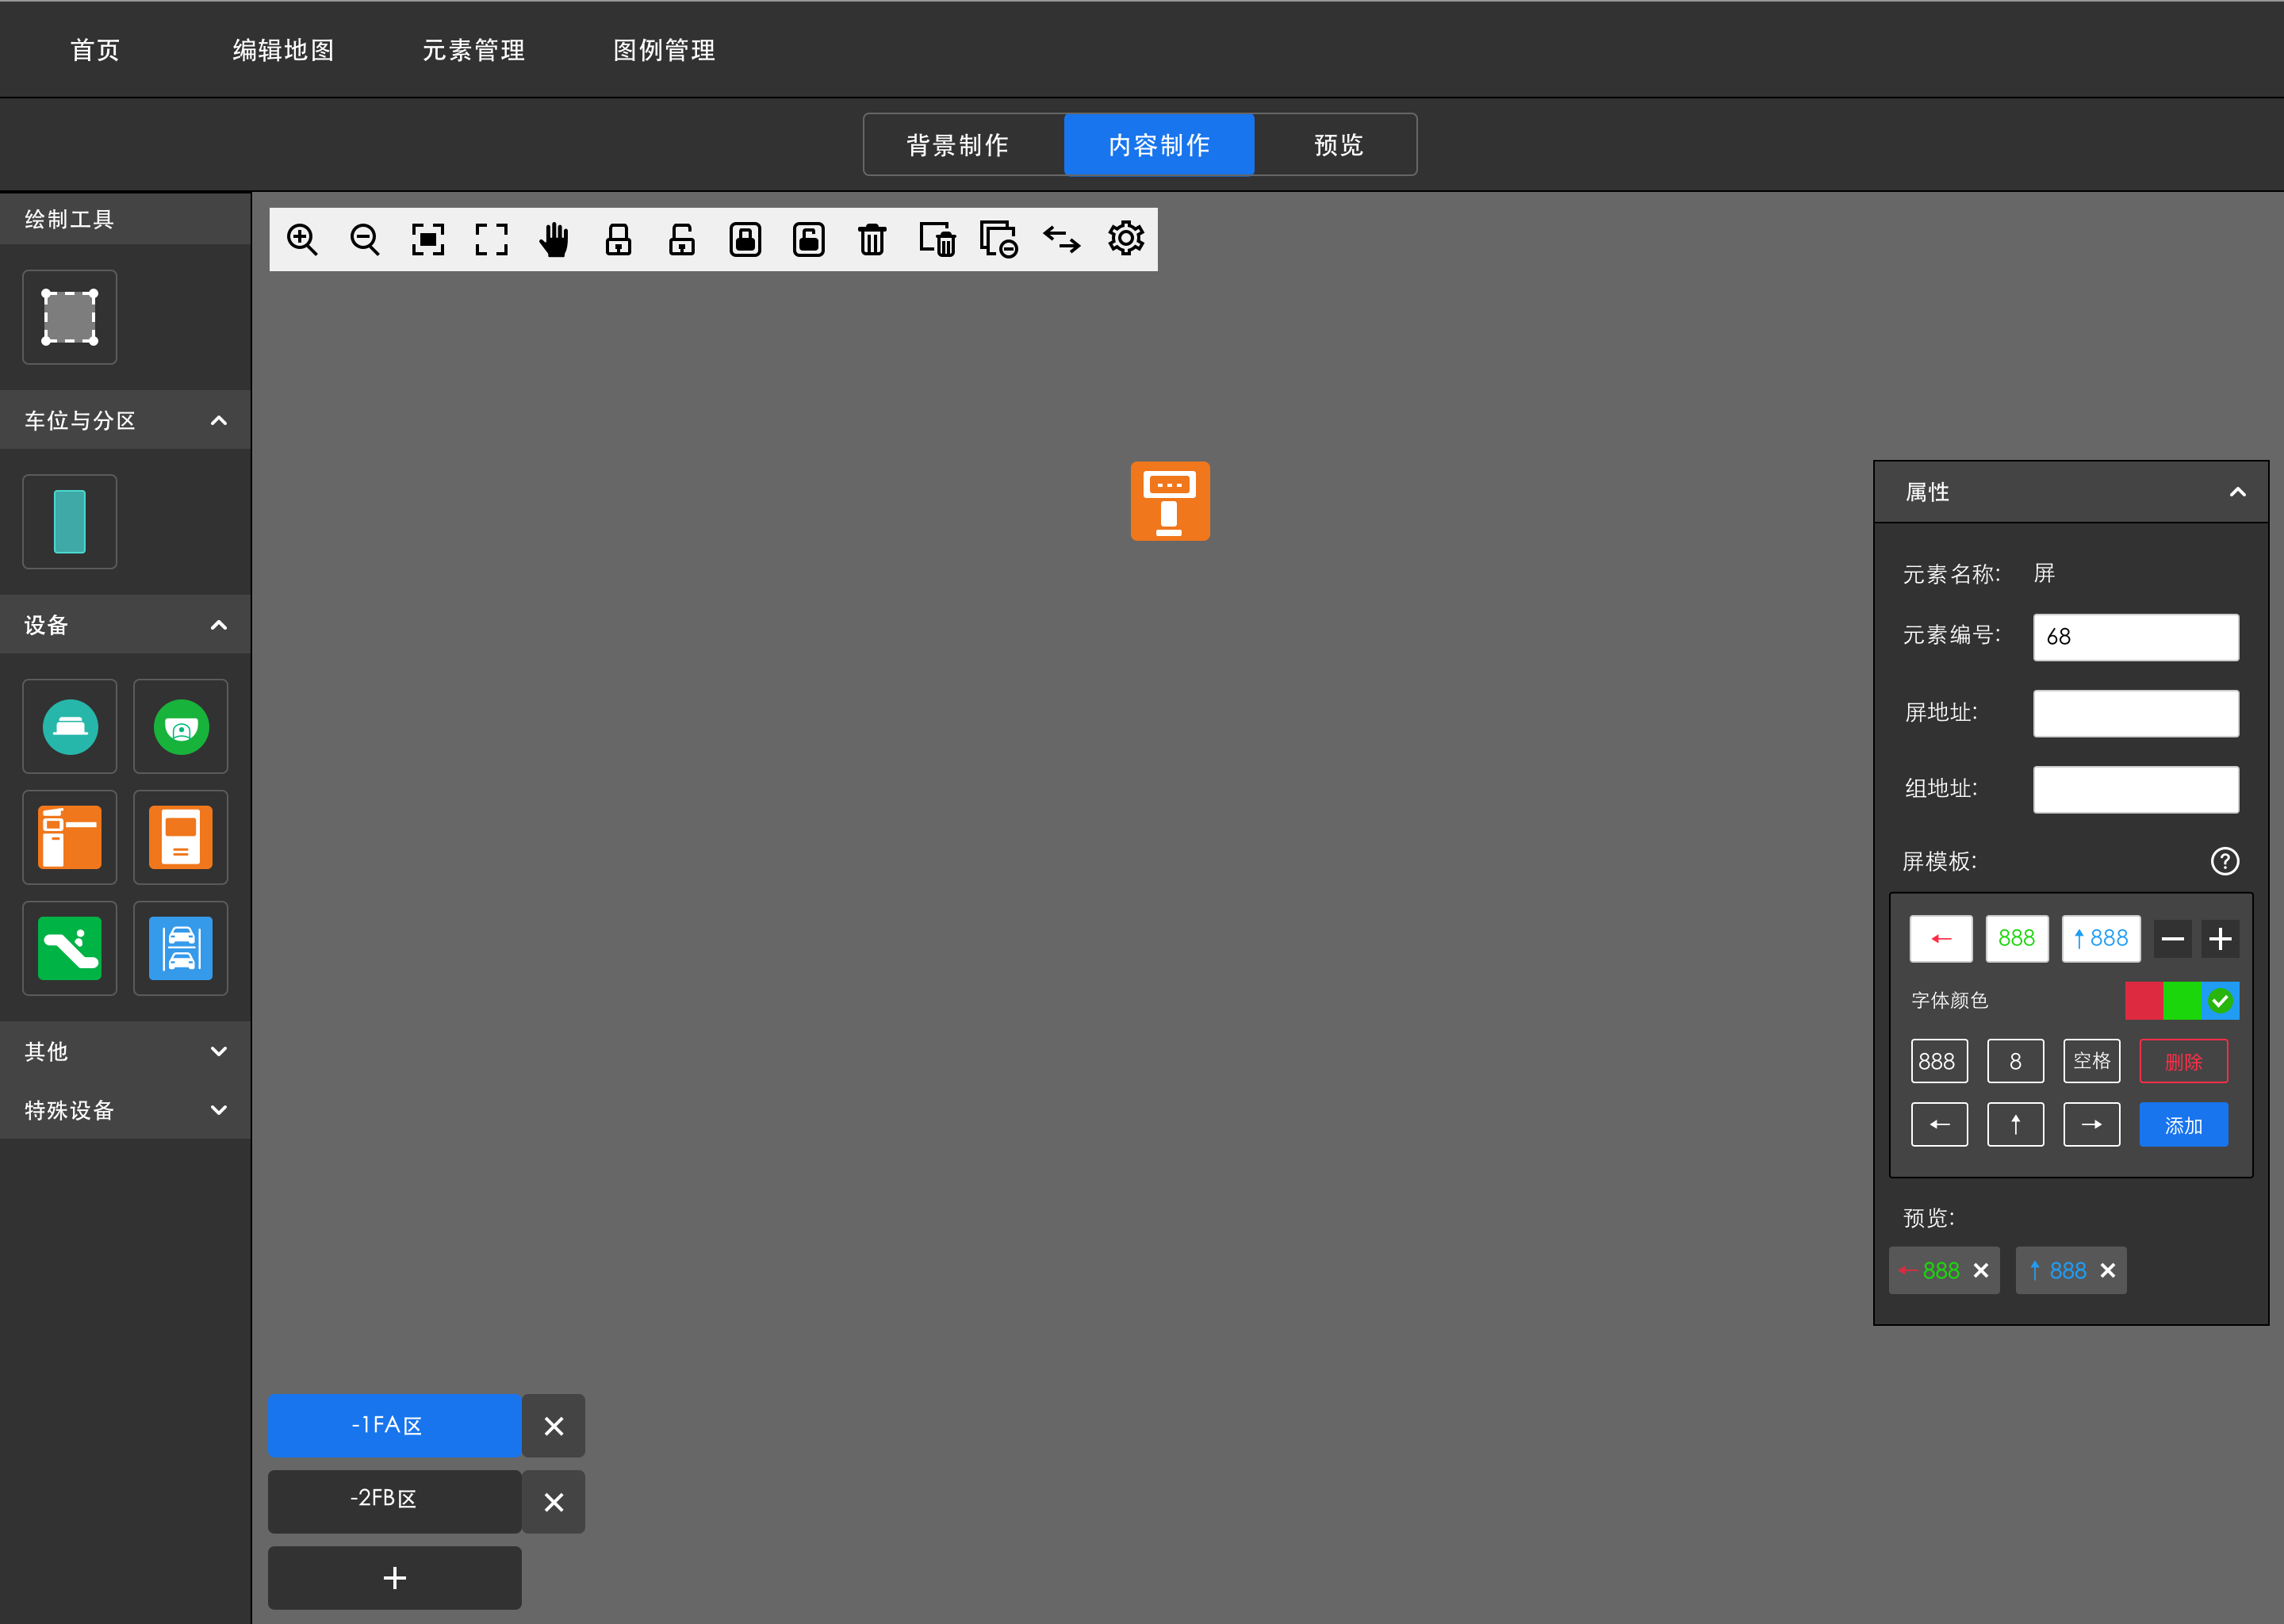 首页 编辑地图 元素管理 图例管理
背景制作 内容制作 预览
绘制工具
车位与分区
设备
其他
特殊设备
属性
元素名称: 屏
元素编号: 68
屏地址:
组地址:
屏模板: ?
← 888 ↑888 − +
字体颜色
888 8 空格 删除
← ↑ → 添加
预览:
←888 × ↑ 888 ×
-1FA区 ×
-2FB区 ×
+